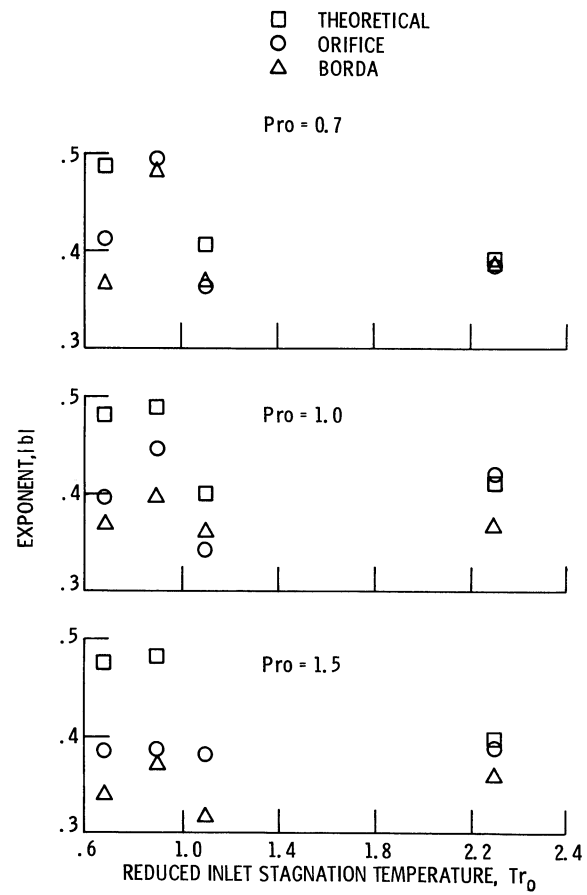 THEORETICAL
ORIFICE
BORDA
Pro = 0.7
.5
.4
.3
Pro = 1.0
.5
.4
.3
EXPONENT, |b|
Pro = 1.5
.5
.4
.3
.6 1.0 1.4 1.8 2.2 2.4
REDUCED INLET STAGNATION TEMPERATURE, Tr₀